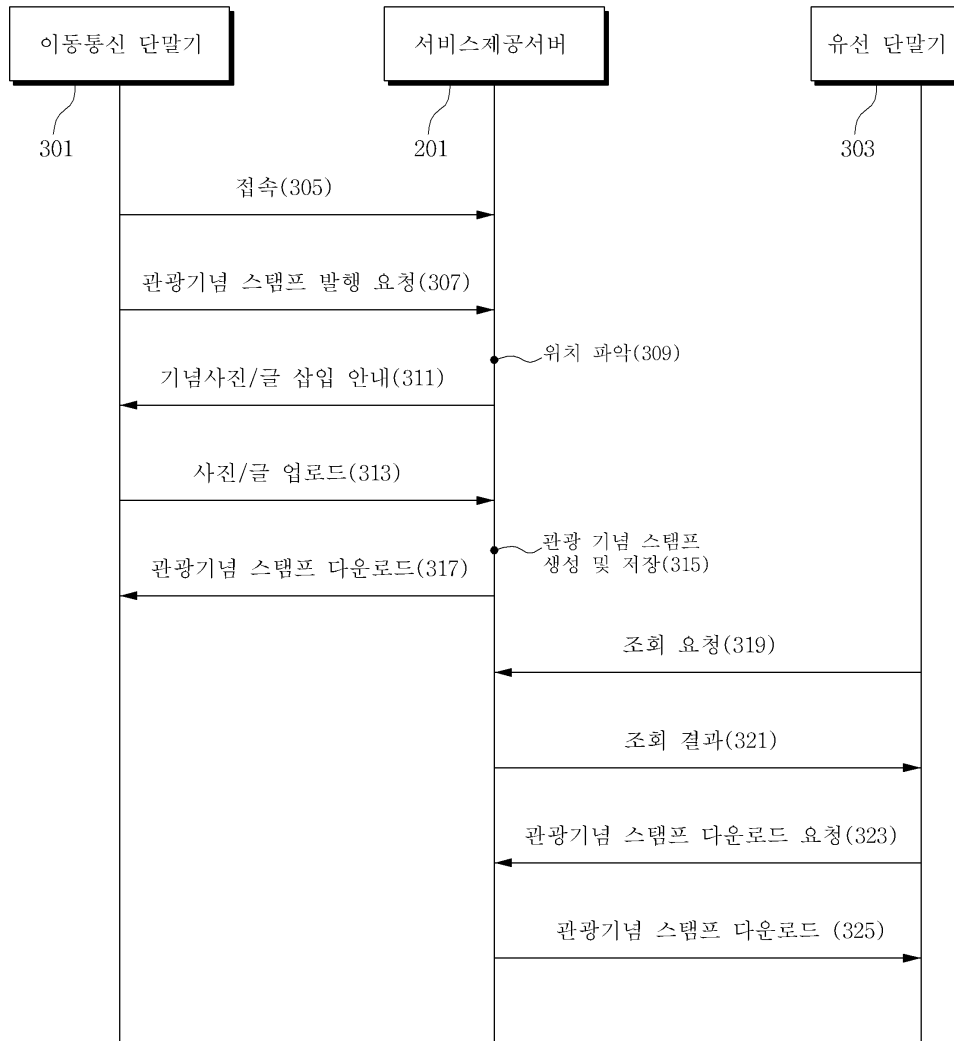 이동통신 단말기
서비스제공서버
유선 단말기
301
201
303
접속(305)
관광기념 스탬프 발행 요청(307)
위치 파악(309)
기념사진/글 삽입 안내(311)
사진/글 업로드(313)
관광 기념 스탬프
생성 및 저장(315)
관광기념 스탬프 다운로드(317)
조회 요청(319)
조회 결과(321)
관광기념 스탬프 다운로드 요청(323)
관광기념 스탬프 다운로드 (325)